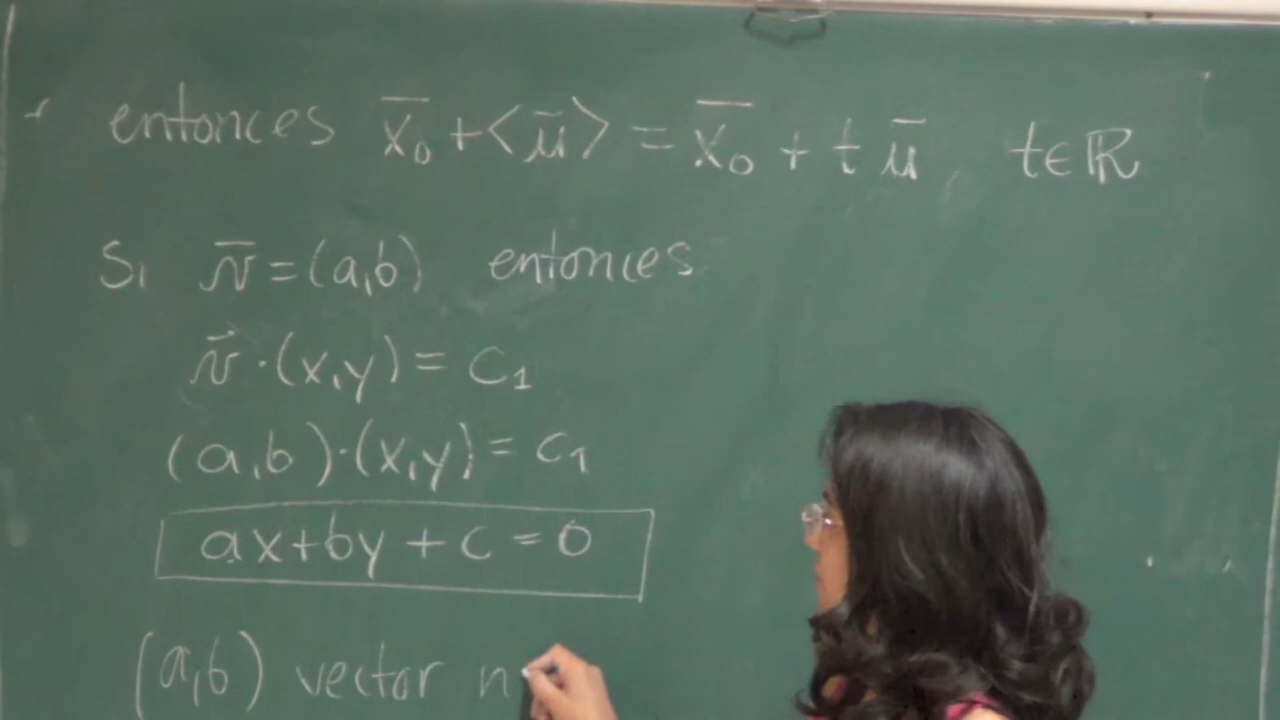 entonces x̄₀ + <ū> = x̄₀ + t ū, t∈ℝ
Si n̄ = (a,b) entonces
n̄ · (x,y) = C₁
(a,b) · (x,y) = C₁
ax + by + c = 0
(a,b) vector n